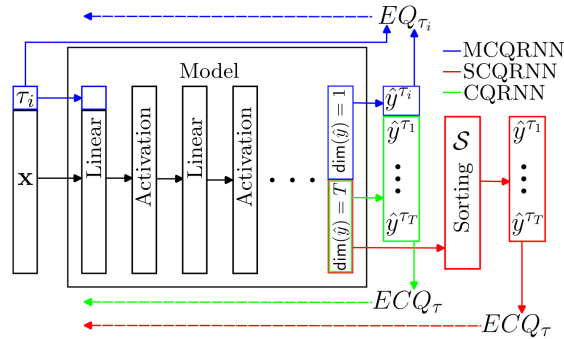 EQ_{τ_i}
MCQRNN
SCQRNN
CQRNN
Model
τ_i
x
Linear
Activation
Linear
Activation
. . .
dim(ŷ) = 1
dim(ŷ) = T
ŷ^{τ_i}
ŷ^{τ_1}
⋮
ŷ^{τ_T}
S
Sorting
ŷ^{τ_1}
⋮
ŷ^{τ_T}
ECQ_τ
ECQ_τ